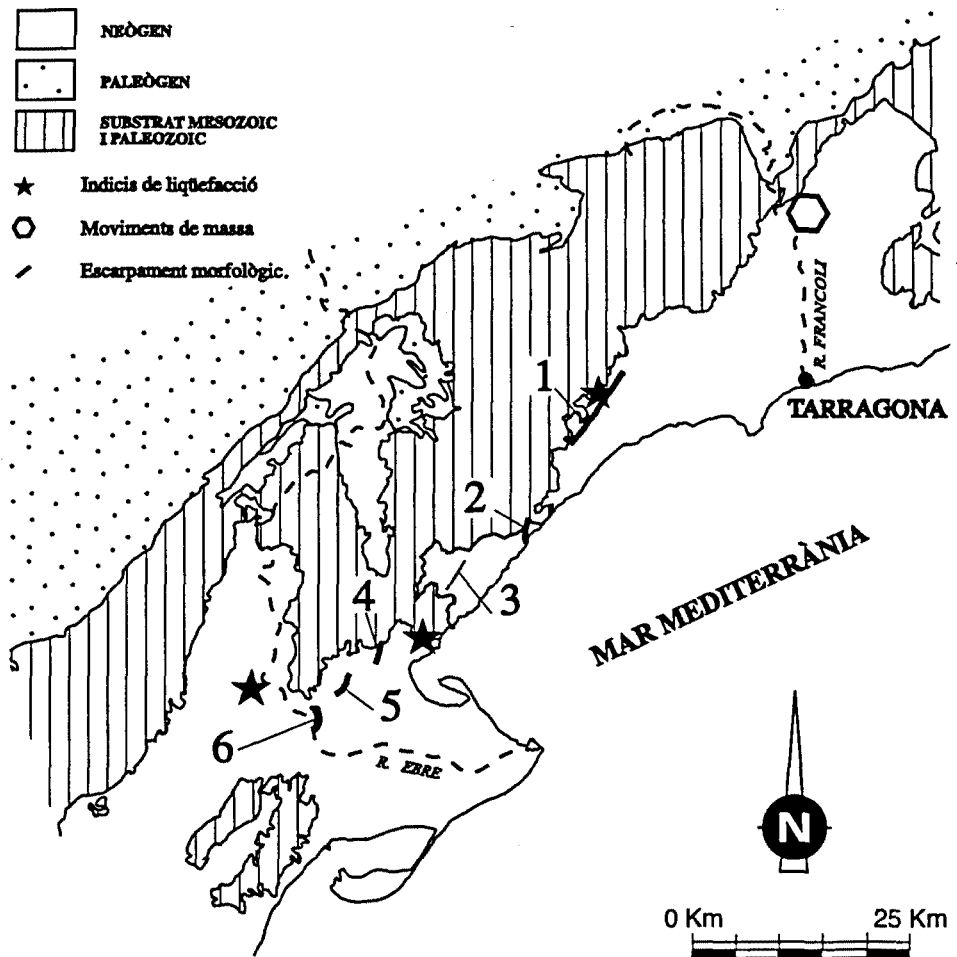 NEÒGEN
PALEÒGEN
SUBSTRAT MESOZOIC
I PALEOZOIC
Indicis de liqüefacció
Moviments de massa
Escarpament morfològic.
R. FRANCOLI
1
TARRAGONA
2
MAR MEDITERRÀNIA
3
4
5
6
R. EBRE
N
0 Km 25 Km